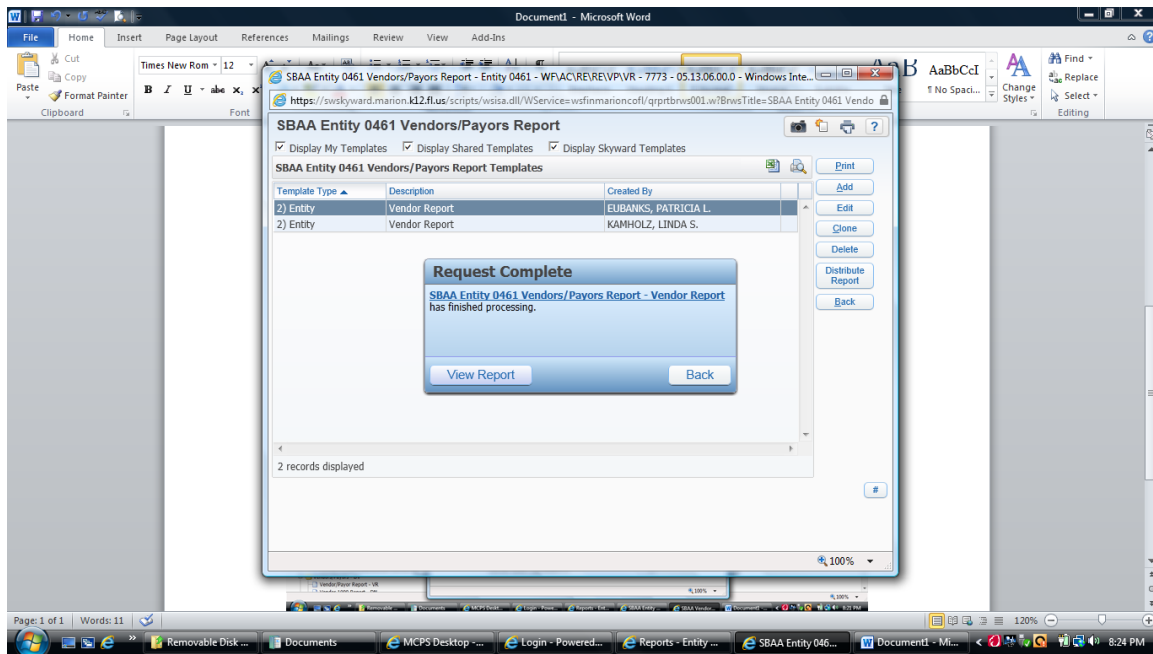 Document1 - Microsoft Word
File Home Insert Page Layout References Mailings Review View Add-Ins
Paste
Cut
Copy
Format Painter
Clipboard
Times New Rom 12
B I U abc x, x
Font
AaBbCcI
¶ No Spaci...
Change
Styles
Find
Replace
Select
Editing
SBAA Entity 0461 Vendors/Payors Report - Entity 0461 - WF\AC\RE\RE\VP\VR - 7773 - 05.13.06.00.0 - Windows Inte...
https://swskyward.marion.k12.fl.us/scripts/wsisa.dll/WService=wsfinmarioncofl/qrprtbrws001.w?BrwsTitle=SBAA Entity 0461 Vendo
SBAA Entity 0461 Vendors/Payors Report
?
Display My Templates Display Shared Templates Display Skyward Templates
SBAA Entity 0461 Vendors/Payors Report Templates
Template Type Description Created By
2) Entity Vendor Report EUBANKS, PATRICIA L.
2) Entity Vendor Report KAMHOLZ, LINDA S.
Print
Add
Edit
Clone
Delete
Distribute
Report
Back
Request Complete
SBAA Entity 0461 Vendors/Payors Report - Vendor Report
has finished processing.
View Report Back
2 records displayed
#
100%
Vendor/Payor Report - VR
100%
Page: 1 of 1 Words: 11
120%
Removable Disk ... Documents MCPS Desktop -... Login - Powered... Reports - Entity ... SBAA Entity 046... Document1 - Mi...
8:24 PM